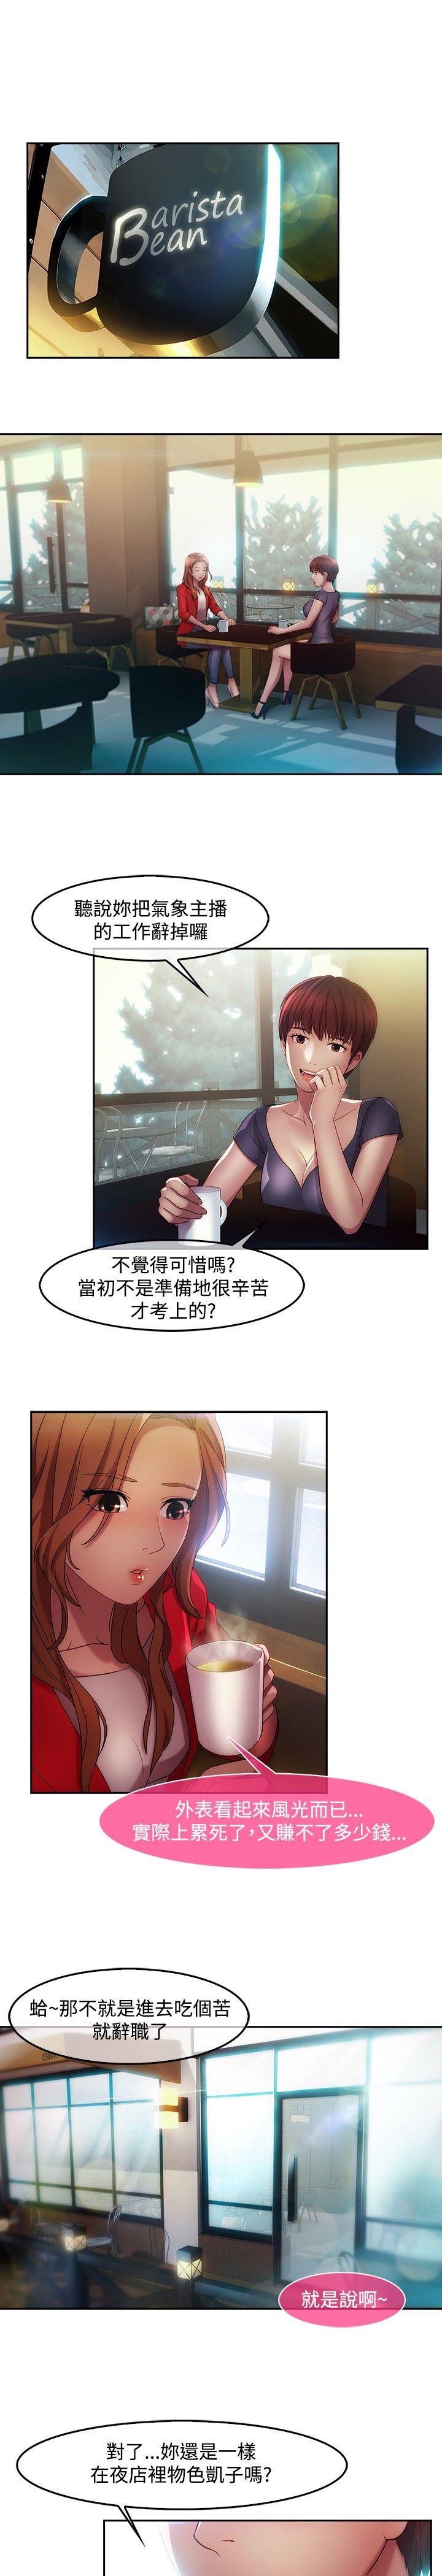 Barista
Bean
聽說妳把氣象主播
的工作辭掉囉
不覺得可惜嗎?
當初不是準備地很辛苦
才考上的?
外表看起來風光而已...
實際上累死了,又賺不了多少錢...
蛤~那不就是進去吃個苦
就辭職了
就是說啊~
對了...妳還是一樣
在夜店裡物色凱子嗎?